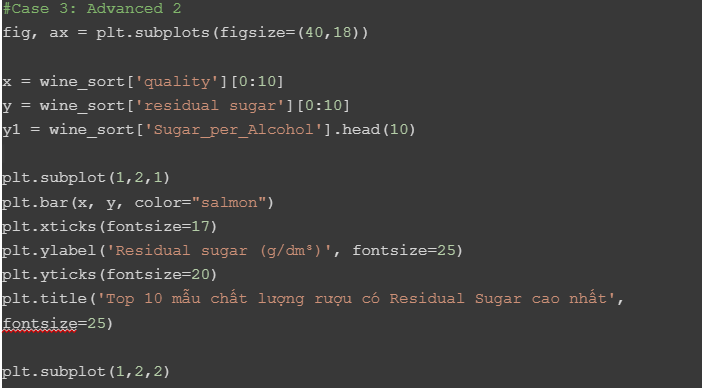 #Case 3: Advanced 2
fig, ax = plt.subplots(figsize=(40,18))
x = wine_sort['quality'][0:10]
y = wine_sort['residual sugar'][0:10]
y1 = wine_sort['Sugar_per_Alcohol'].head(10)
plt.subplot(1,2,1)
plt.bar(x, y, color="salmon")
plt.xticks(fontsize=17)
plt.ylabel('Residual sugar (g/dm³)', fontsize=25)
plt.yticks(fontsize=20)
plt.title('Top 10 mẫu chất lượng rượu có Residual Sugar cao nhất',
fontsize=25)
plt.subplot(1,2,2)